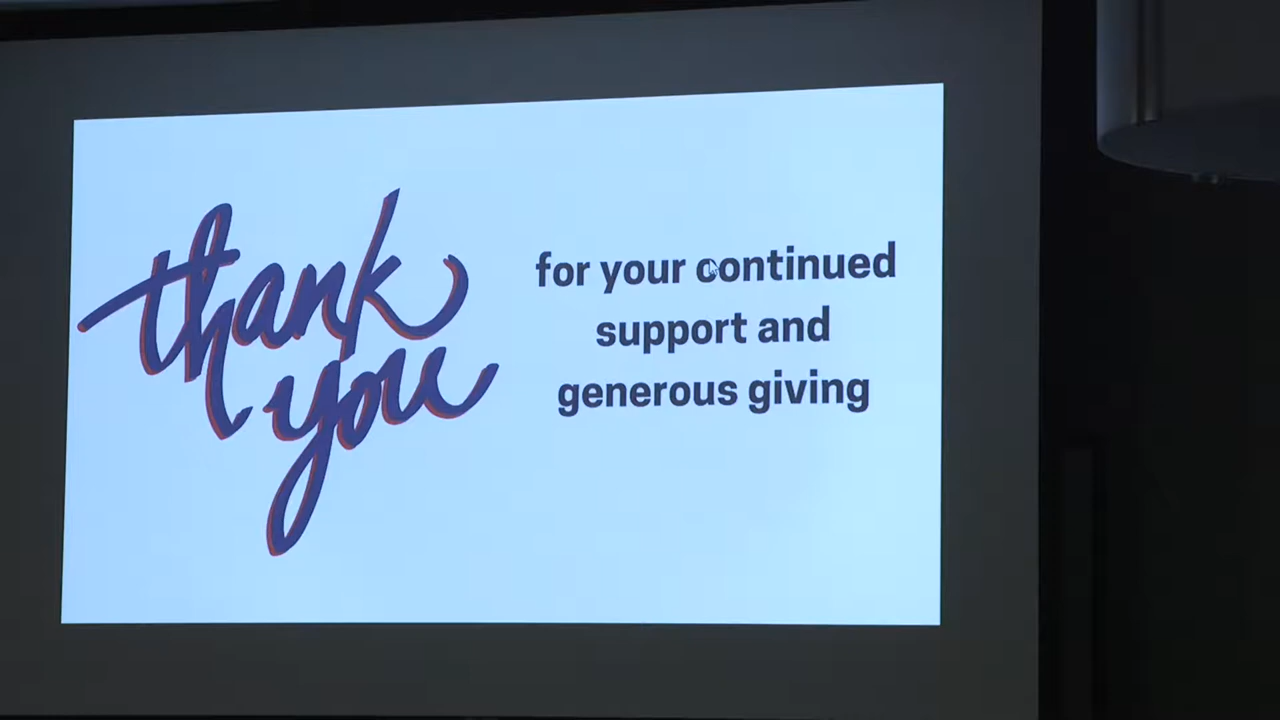 thank
you
for your continued
support and
generous giving